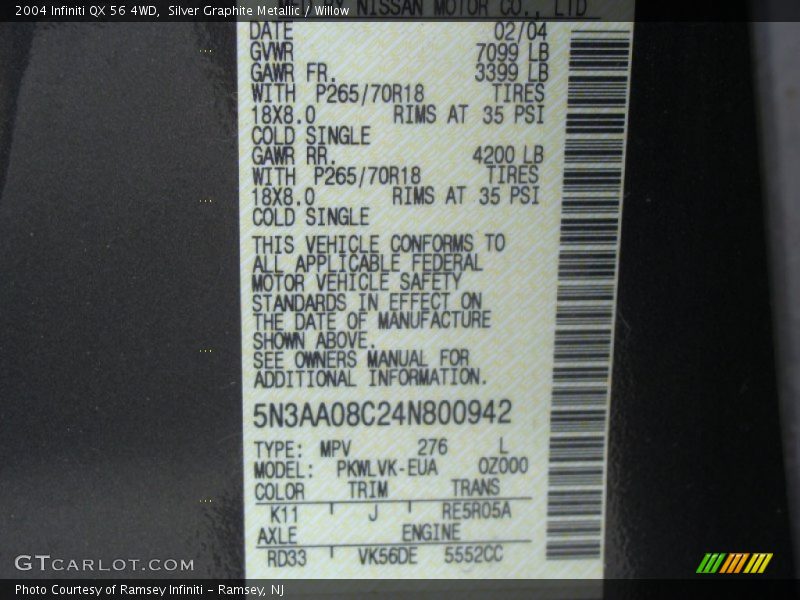 2004 Infiniti QX 56 4WD,  Silver Graphite Metallic / Willow
NISSAN MOTOR CO., LTD
DATE 02/04
GVWR 7099 LB
GAWR FR. 3399 LB
WITH P265/70R18 TIRES
18X8.0 RIMS AT 35 PSI
COLD SINGLE
GAWR RR. 4200 LB
WITH P265/70R18 TIRES
18X8.0 RIMS AT 35 PSI
COLD SINGLE
THIS VEHICLE CONFORMS TO
ALL APPLICABLE FEDERAL
MOTOR VEHICLE SAFETY
STANDARDS IN EFFECT ON
THE DATE OF MANUFACTURE
SHOWN ABOVE.
SEE OWNERS MANUAL FOR
ADDITIONAL INFORMATION.
5N3AA08C24N800942
TYPE: MPV 276 L
MODEL: PKWLVK-EUA 0Z000
COLOR TRIM TRANS
K11 J RE5R05A
AXLE ENGINE
RD33 VK56DE 5552CC
GTCARLOT.COM
Photo Courtesy of Ramsey Infiniti – Ramsey, NJ